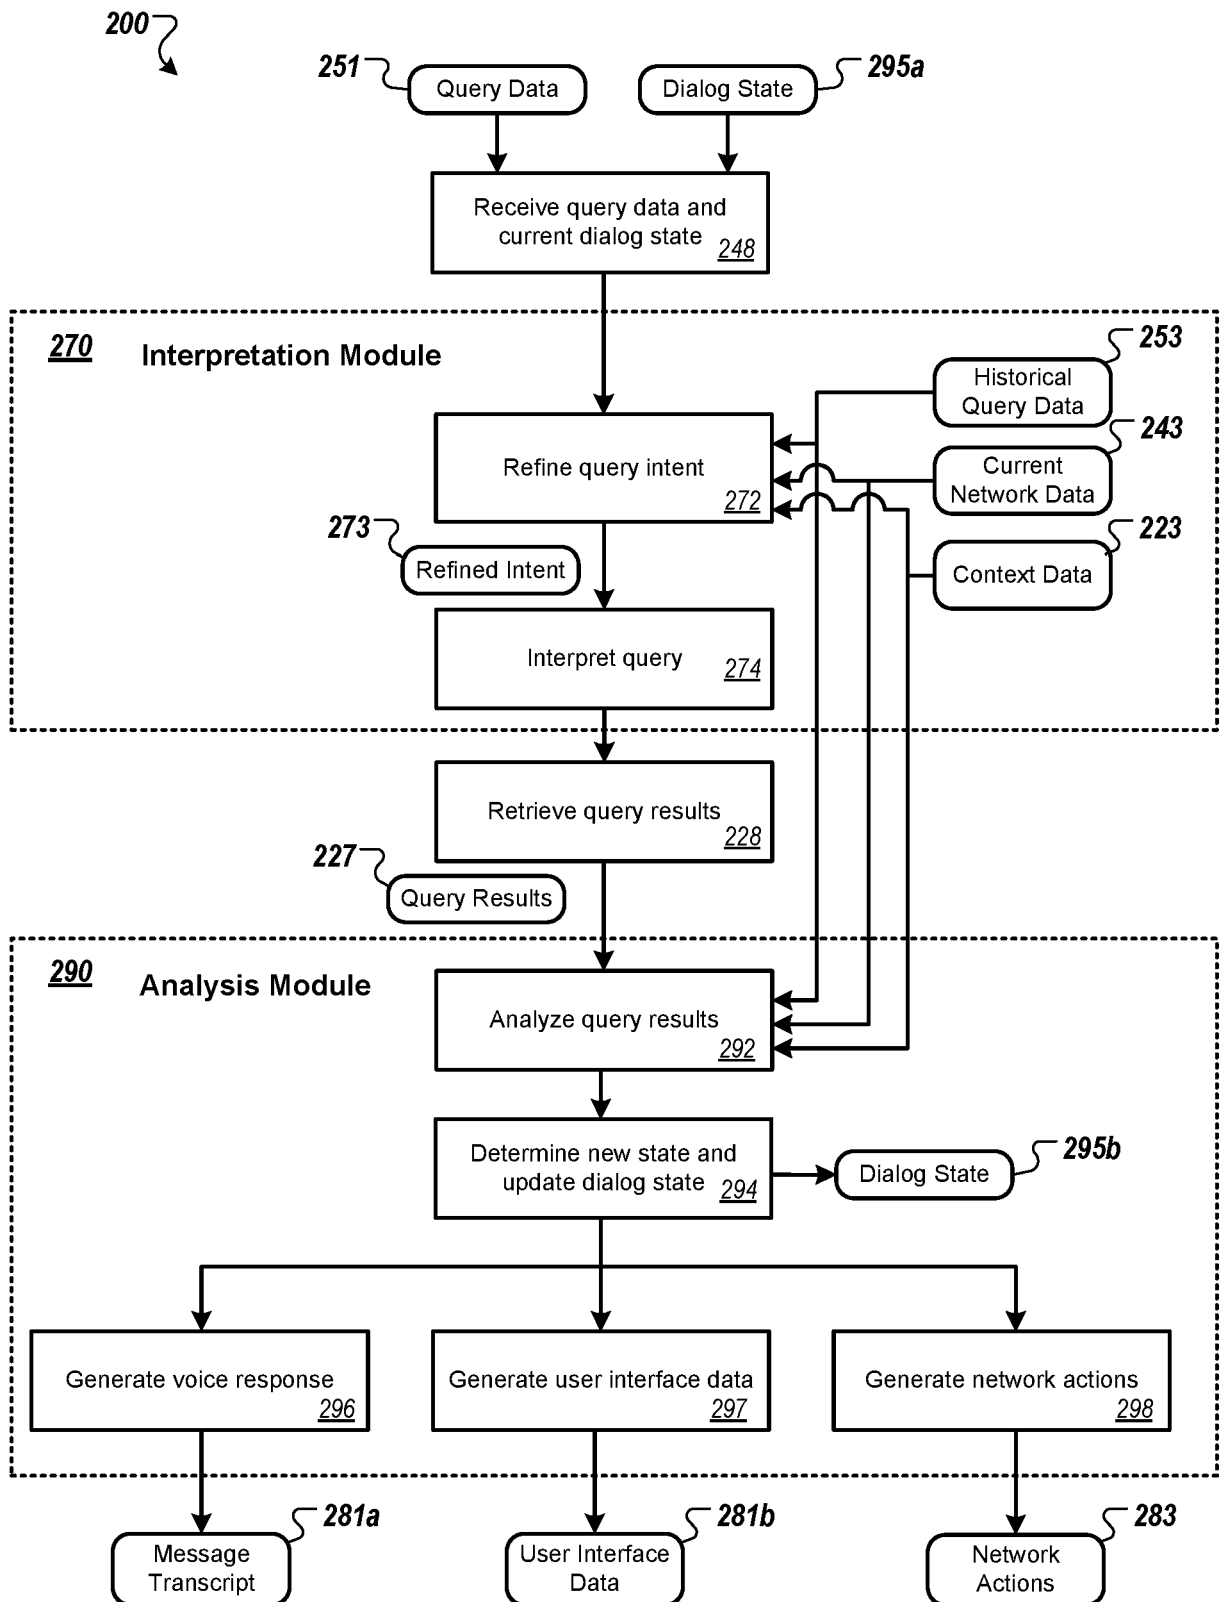 200
251
Query Data
Dialog State
295a
Receive query data and
current dialog state
248
270
Interpretation Module
253
Historical
Query Data
Refine query intent
272
243
Current
Network Data
273
Refined Intent
223
Context Data
Interpret query
274
Retrieve query results
228
227
Query Results
290
Analysis Module
Analyze query results
292
Determine new state and
update dialog state
294
Dialog State
295b
Generate voice response
296
Generate user interface data
297
Generate network actions
298
281a
Message
Transcript
281b
User Interface
Data
283
Network
Actions